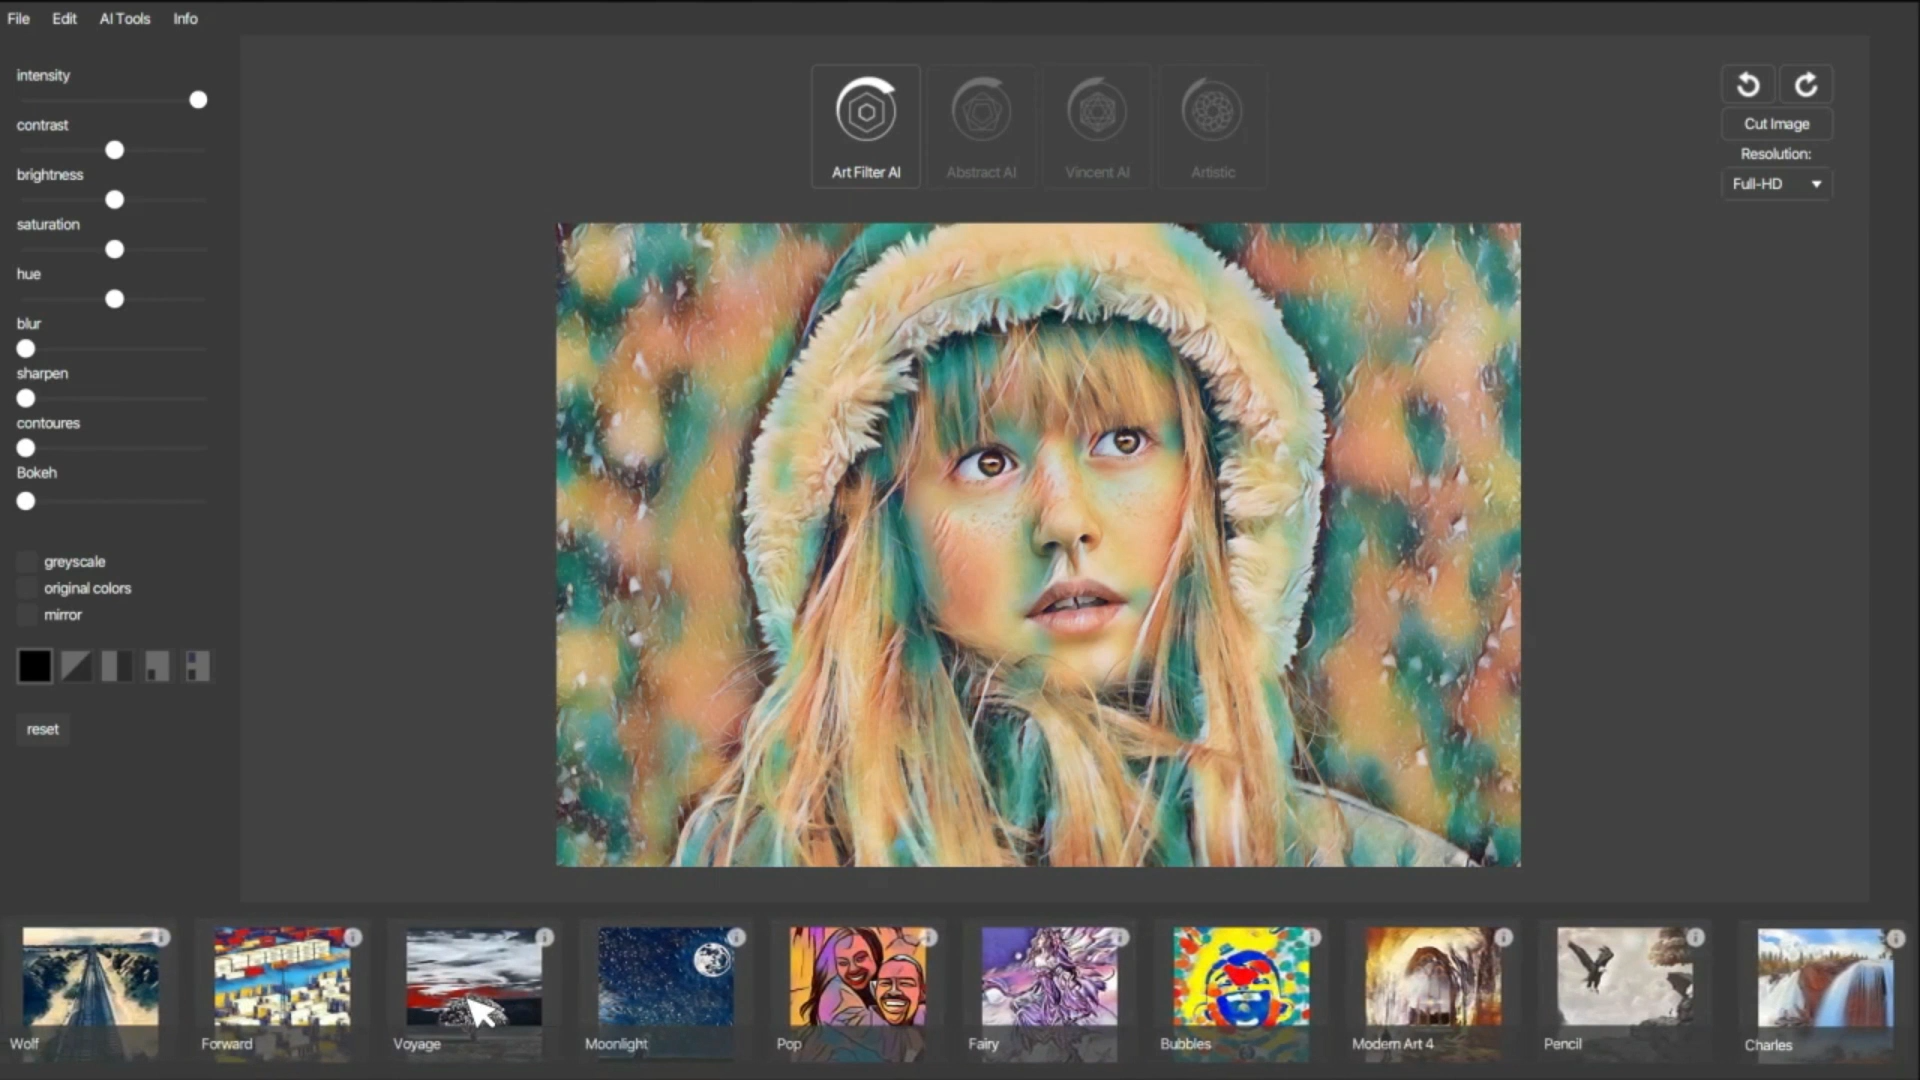 File Edit AI Tools Info
intensity
contrast
brightness
saturation
hue
blur
sharpen
contoures
Bokeh
greyscale
original colors
mirror
reset
Art Filter AI
Abstract AI
Vincent AI
Artistic
Cut Image
Resolution:
Full-HD
Wolf
Forward
Voyage
Moonlight
Pop
Fairy
Bubbles
Modern Art 4
Pencil
Charles